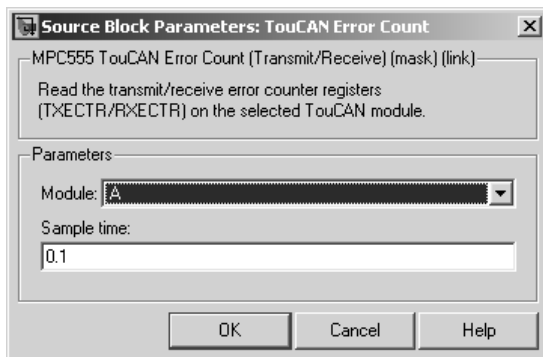 Source Block Parameters: TouCAN Error Count
MPC555 TouCAN Error Count (Transmit/Receive) (mask) (link)
Read the transmit/receive error counter registers
(TXECTR/RXECTR) on the selected TouCAN module.
Parameters
Module: A
Sample time:
0.1
OK Cancel Help